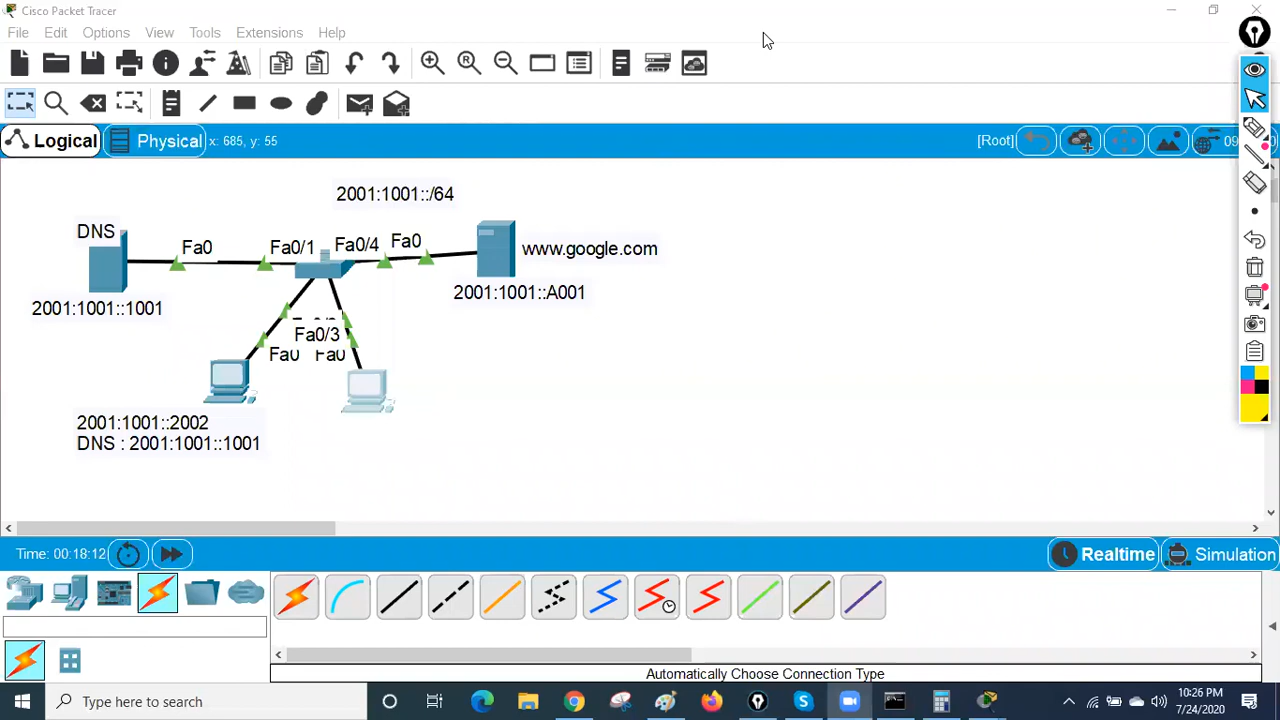 Cisco Packet Tracer
File Edit Options View Tools Extensions Help
Logical Physical x: 685, y: 55 [Root]
2001:1001::/64
DNS Fa0 Fa0/1 Fa0/4 Fa0 www.google.com
2001:1001::1001 2001:1001::A001
Fa0/3
Fa0 Fa0
2001:1001::2002
DNS : 2001:1001::1001
Time: 00:18:12 Realtime Simulation
Automatically Choose Connection Type
Type here to search 10:26 PM
7/24/2020